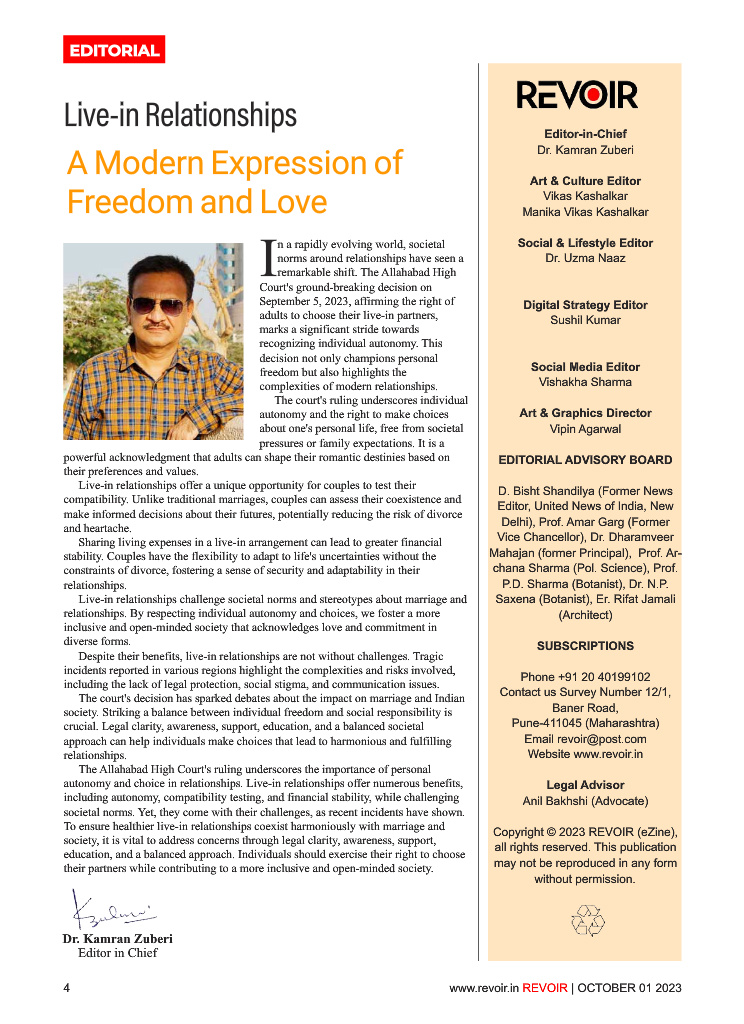 EDITORIAL
Live-in Relationships
A Modern Expression of
Freedom and Love
In a rapidly evolving world, societal
norms around relationships have seen a
remarkable shift. The Allahabad High
Court's ground-breaking decision on
September 5, 2023, affirming the right of
adults to choose their live-in partners,
marks a significant stride towards
recognizing individual autonomy. This
decision not only champions personal
freedom but also highlights the
complexities of modern relationships.
The court's ruling underscores individual
autonomy and the right to make choices
about one's personal life, free from societal
pressures or family expectations. It is a
powerful acknowledgment that adults can shape their romantic destinies based on
their preferences and values.
Live-in relationships offer a unique opportunity for couples to test their
compatibility. Unlike traditional marriages, couples can assess their coexistence and
make informed decisions about their futures, potentially reducing the risk of divorce
and heartache.
Sharing living expenses in a live-in arrangement can lead to greater financial
stability. Couples have the flexibility to adapt to life's uncertainties without the
constraints of divorce, fostering a sense of security and adaptability in their
relationships.
Live-in relationships challenge societal norms and stereotypes about marriage and
relationships. By respecting individual autonomy and choices, we foster a more
inclusive and open-minded society that acknowledges love and commitment in
diverse forms.
Despite their benefits, live-in relationships are not without challenges. Tragic
incidents reported in various regions highlight the complexities and risks involved,
including the lack of legal protection, social stigma, and communication issues.
The court's decision has sparked debates about the impact on marriage and Indian
society. Striking a balance between individual freedom and social responsibility is
crucial. Legal clarity, awareness, support, education, and a balanced societal
approach can help individuals make choices that lead to harmonious and fulfilling
relationships.
The Allahabad High Court's ruling underscores the importance of personal
autonomy and choice in relationships. Live-in relationships offer numerous benefits,
including autonomy, compatibility testing, and financial stability, while challenging
societal norms. Yet, they come with their challenges, as recent incidents have shown.
To ensure healthier live-in relationships coexist harmoniously with marriage and
society, it is vital to address concerns through legal clarity, awareness, support,
education, and a balanced approach. Individuals should exercise their right to choose
their partners while contributing to a more inclusive and open-minded society.
Kzuberi
Dr. Kamran Zuberi
Editor in Chief
REVOIR
Editor-in-Chief
Dr. Kamran Zuberi
Art & Culture Editor
Vikas Kashalkar
Manika Vikas Kashalkar
Social & Lifestyle Editor
Dr. Uzma Naaz
Digital Strategy Editor
Sushil Kumar
Social Media Editor
Vishakha Sharma
Art & Graphics Director
Vipin Agarwal
EDITORIAL ADVISORY BOARD
D. Bisht Shandilya (Former News
Editor, United News of India, New
Delhi), Prof. Amar Garg (Former
Vice Chancellor), Dr. Dharamveer
Mahajan (former Principal), Prof. Ar-
chana Sharma (Pol. Science), Prof.
P.D. Sharma (Botanist), Dr. N.P.
Saxena (Botanist), Er. Rifat Jamali
(Architect)
SUBSCRIPTIONS
Phone +91 20 40199102
Contact us Survey Number 12/1,
Baner Road,
Pune-411045 (Maharashtra)
Email revoir@post.com
Website www.revoir.in
Legal Advisor
Anil Bakhshi (Advocate)
Copyright © 2023 REVOIR (eZine),
all rights reserved. This publication
may not be reproduced in any form
without permission.
4
www.revoir.in REVOIR | OCTOBER 01 2023